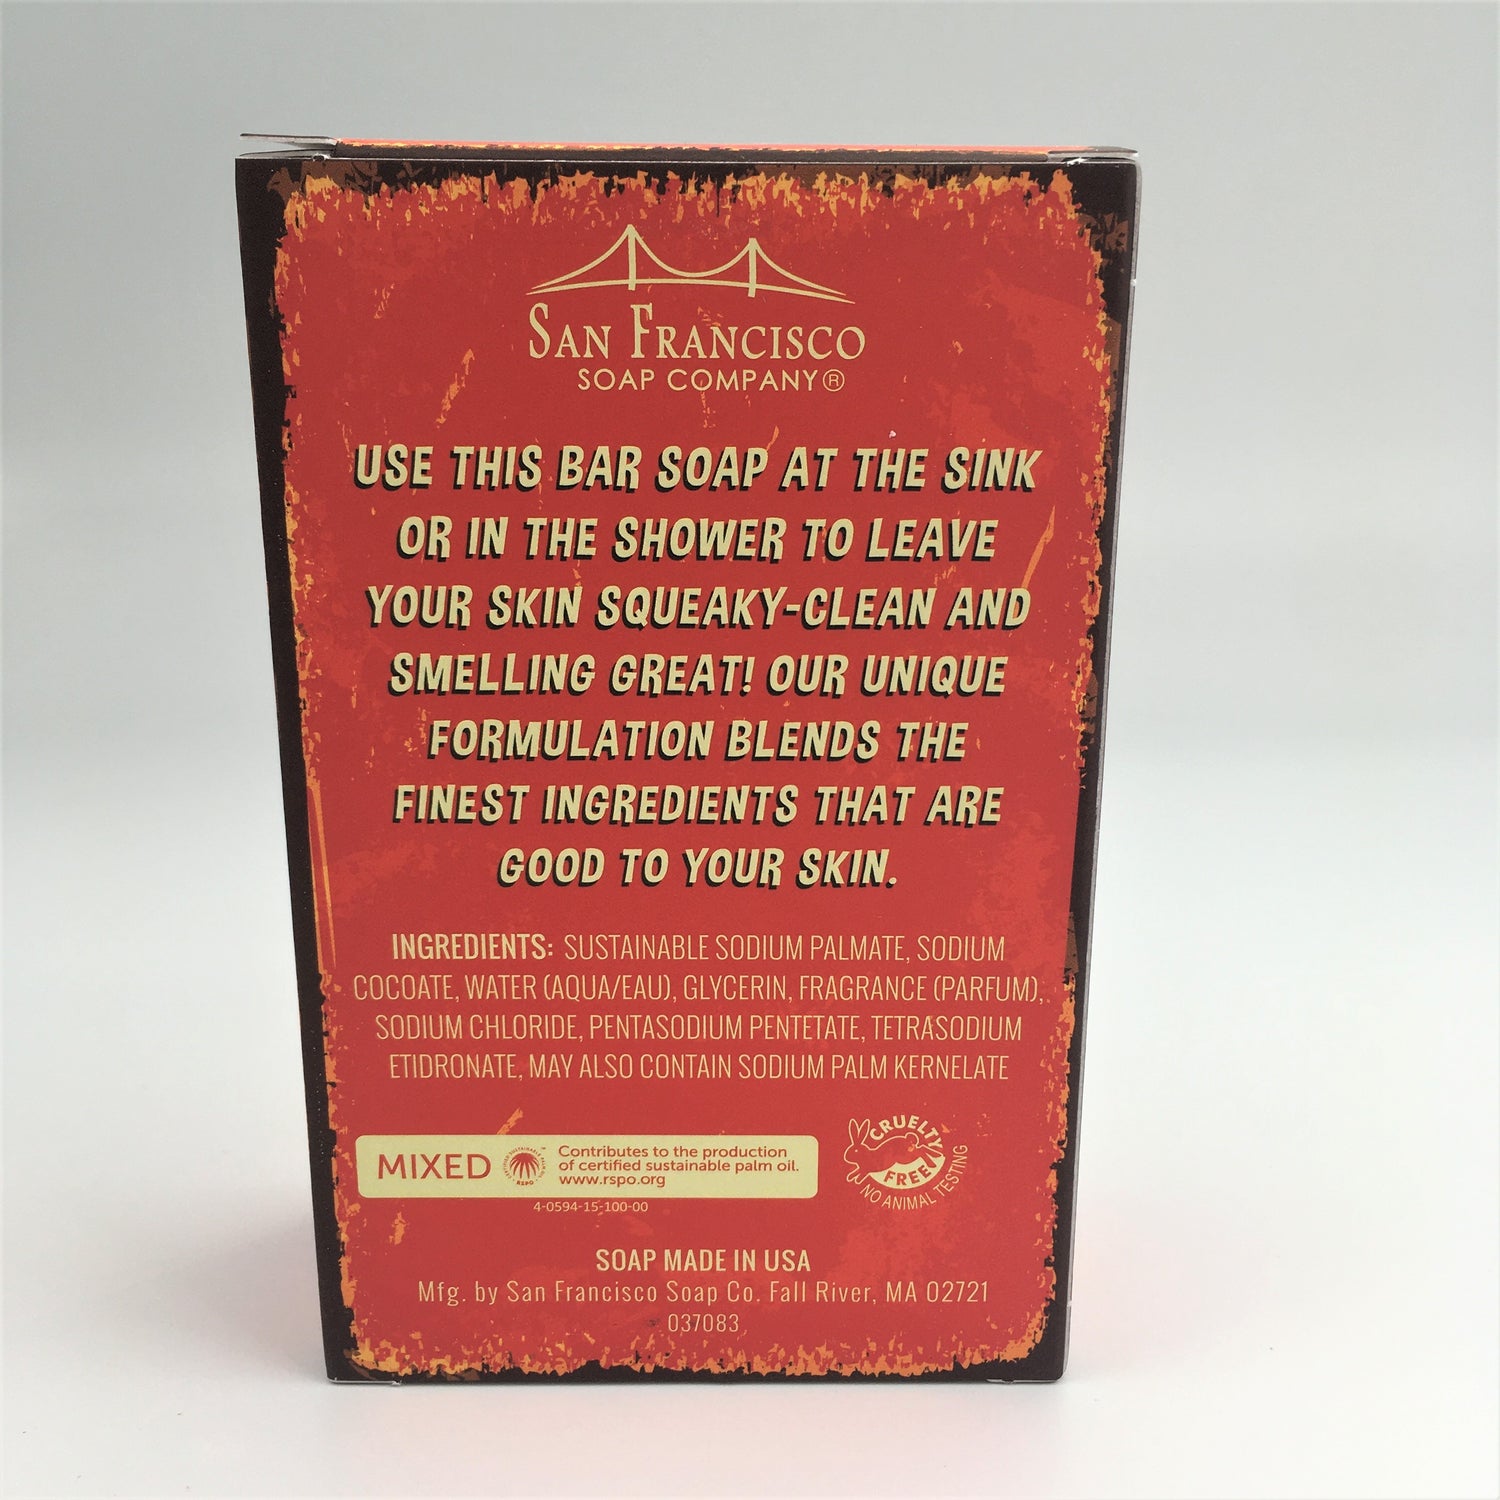 SAN FRANCISCO
SOAP COMPANY®
USE THIS BAR SOAP AT THE SINK
OR IN THE SHOWER TO LEAVE
YOUR SKIN SQUEAKY-CLEAN AND
SMELLING GREAT! OUR UNIQUE
FORMULATION BLENDS THE
FINEST INGREDIENTS THAT ARE
GOOD TO YOUR SKIN.
INGREDIENTS: SUSTAINABLE SODIUM PALMATE, SODIUM
COCOATE, WATER (AQUA/EAU), GLYCERIN, FRAGRANCE (PARFUM),
SODIUM CHLORIDE, PENTASODIUM PENTETATE, TETRASODIUM
ETIDRONATE, MAY ALSO CONTAIN SODIUM PALM KERNELATE
MIXED
CERTIFIED SUSTAINABLE PALM OIL
RSPO
Contributes to the production
of certified sustainable palm oil.
www.rspo.org
4-0594-15-100-00
CRUELTY
FREE
NO ANIMAL TESTING
SOAP MADE IN USA
Mfg. by San Francisco Soap Co. Fall River, MA 02721
037083